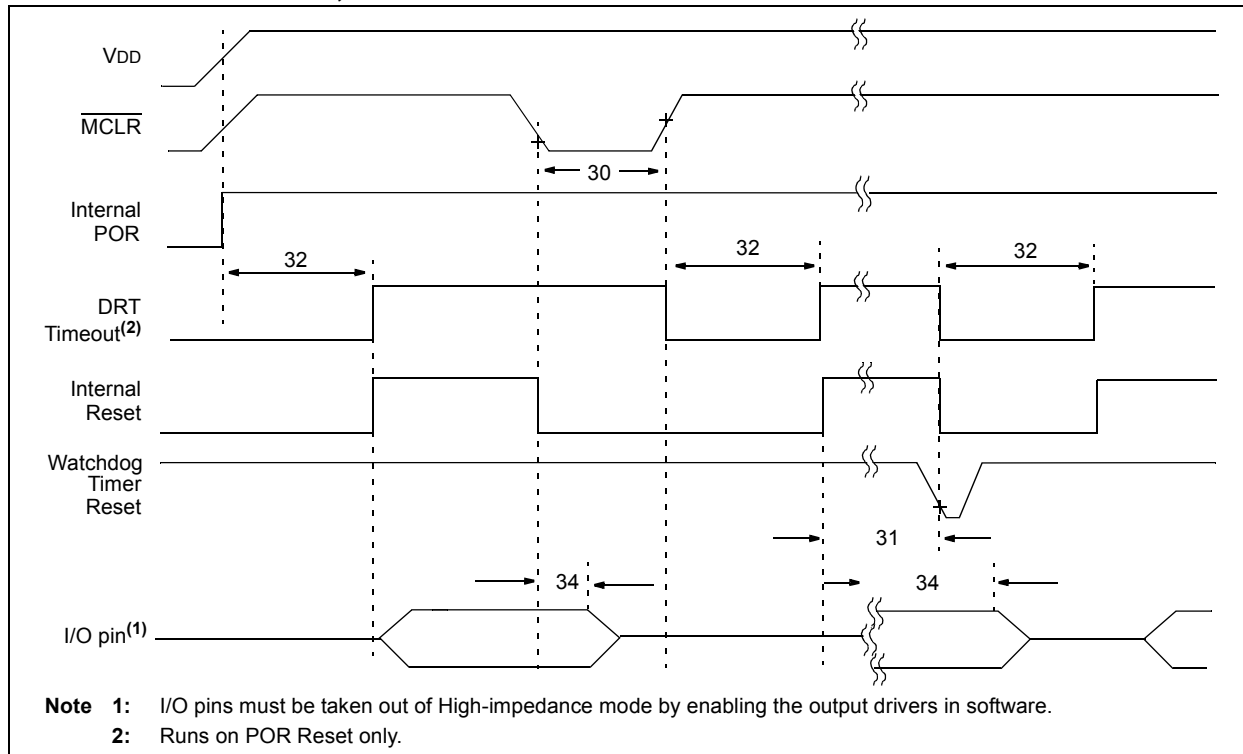 VDD
MCLR
30
Internal
POR
32
32
32
DRT
Timeout(2)
Internal
Reset
Watchdog
Timer
Reset
31
34
34
I/O pin(1)
Note 1: I/O pins must be taken out of High-impedance mode by enabling the output drivers in software.
2: Runs on POR Reset only.